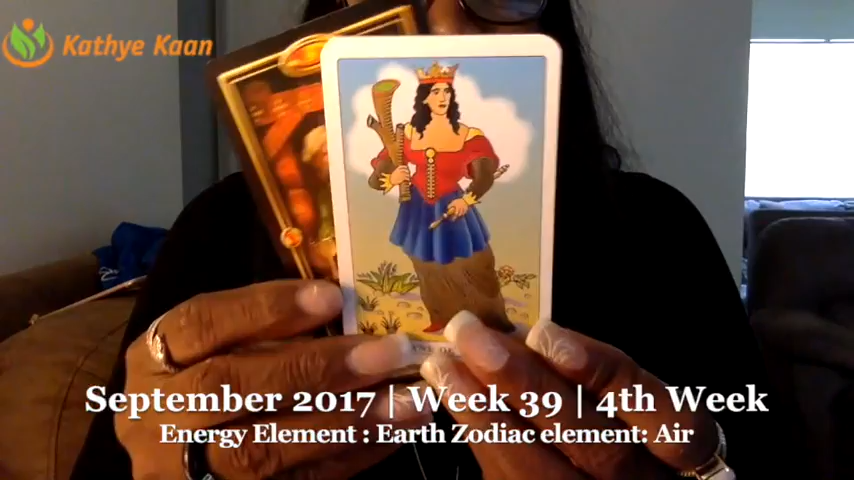 Kathye Kaan
September 2017 | Week 39 | 4th Week
Energy Element : Earth Zodiac element: Air